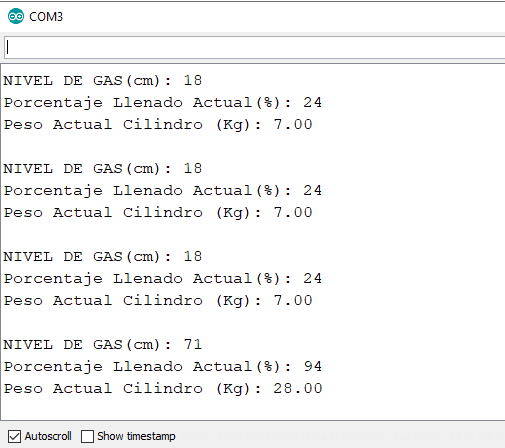 COM3
NIVEL DE GAS(cm): 18
Porcentaje Llenado Actual(%): 24
Peso Actual Cilindro (Kg): 7.00
NIVEL DE GAS(cm): 18
Porcentaje Llenado Actual(%): 24
Peso Actual Cilindro (Kg): 7.00
NIVEL DE GAS(cm): 18
Porcentaje Llenado Actual(%): 24
Peso Actual Cilindro (Kg): 7.00
NIVEL DE GAS(cm): 71
Porcentaje Llenado Actual(%): 94
Peso Actual Cilindro (Kg): 28.00
Autoscroll Show timestamp